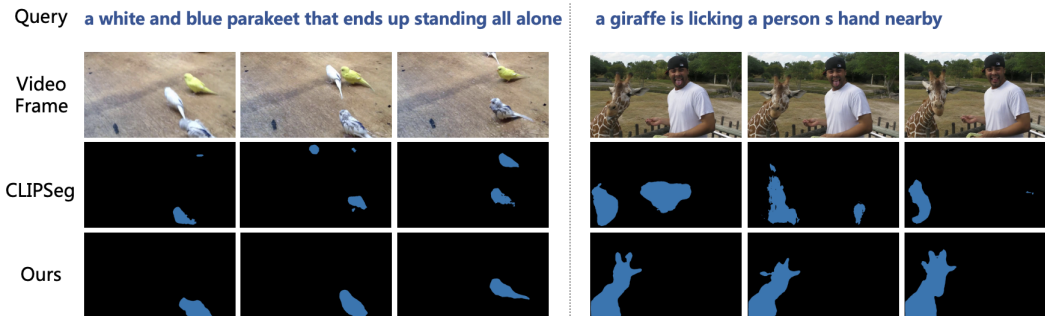 Query
a white and blue parakeet that ends up standing all alone
a giraffe is licking a person s hand nearby
Video
Frame
CLIPSeg
Ours